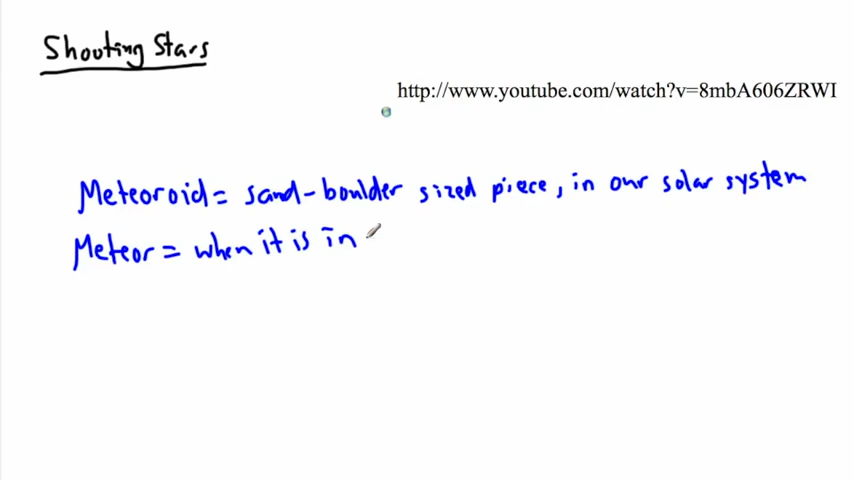 Shooting Stars
http://www.youtube.com/watch?v=8mbA606ZRWI
Meteoroid = sand-boulder sized piece, in our solar system
Meteor = when it is in